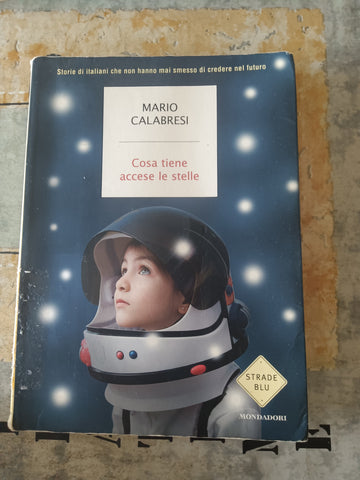 Storie di italiani che non hanno mai smesso di credere nel futuro
MARIO
CALABRESI
Cosa tiene
accese le stelle
STRADE
BLU
MONDADORI